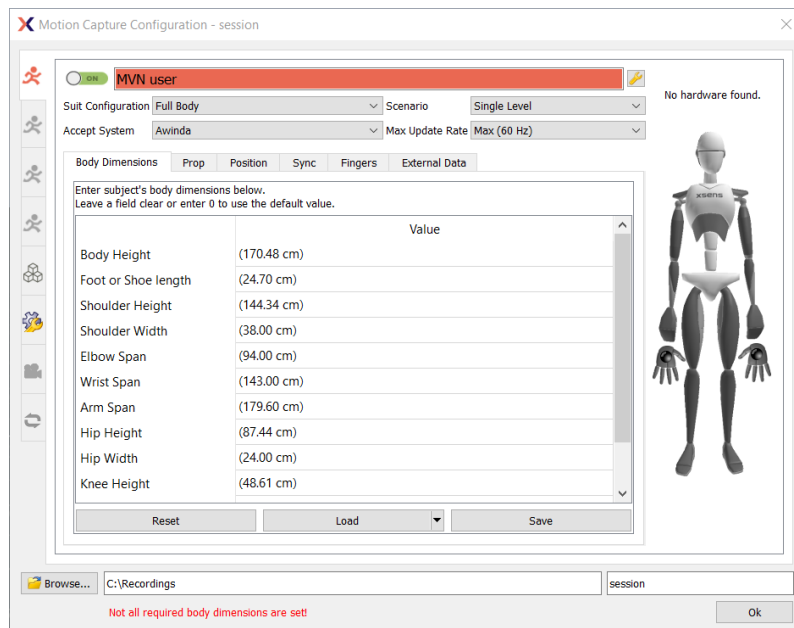 Motion Capture Configuration - session
ON
MVN user
No hardware found.
Suit Configuration Full Body Scenario Single Level
Accept System Awinda Max Update Rate Max (60 Hz)
Body Dimensions Prop Position Sync Fingers External Data
Enter subject's body dimensions below.
Leave a field clear or enter 0 to use the default value.
Value
Body Height (170.48 cm)
Foot or Shoe length (24.70 cm)
Shoulder Height (144.34 cm)
Shoulder Width (38.00 cm)
Elbow Span (94.00 cm)
Wrist Span (143.00 cm)
Arm Span (179.60 cm)
Hip Height (87.44 cm)
Hip Width (24.00 cm)
Knee Height (48.61 cm)
Reset Load Save
xsens
Browse... C:\Recordings session
Not all required body dimensions are set!
Ok